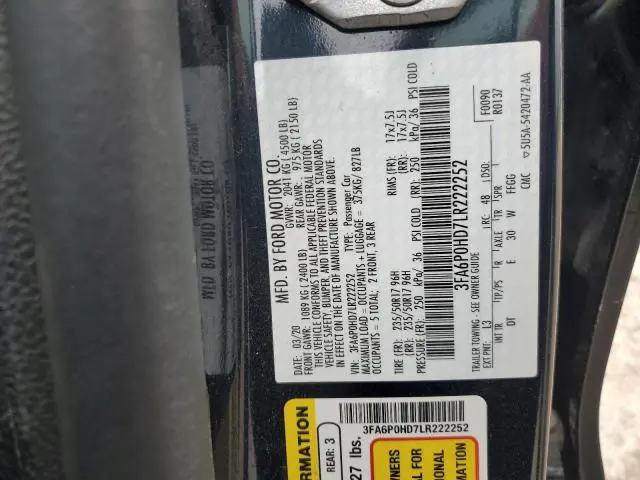 MFD. BY FORD MOTOR CO.
03/20 GVWR: 2041 KG ( 4500 LB)
FRONT GAWR: 1089 KG ( 2400 LB) REAR GAWR: 975 KG ( 2150 LB)
THIS VEHICLE CONFORMS TO ALL APPLICABLE FEDERAL MOTOR
VEHICLE SAFETY, BUMPER, AND THEFT PREVENTION STANDARDS
IN EFFECT ON THE DATE OF MANUFACTURE SHOWN ABOVE.
VIN: 3FA6P0HD7LR222252 TYPE: Passenger Car
MAXIMUM LOAD = OCCUPANTS + LUGGAGE = 375KG/ 827LB
OCCUPANTS = 5 TOTAL; 2 FRONT, 3 REAR
TIRE (FR): 235/50R17 96H RIMS (FR): 17x7.5J
(RR): 235/50R17 96H (RR): 17x7.5J
PRESSURE (FR): 250 kPa/ 36 PSI COLD (RR): 250 kPa/ 36 PSI COLD
3FA6P0HD7LR222252
TRAILER TOWING - SEE OWNER GUIDE
F0090
R0137
EXT PNT: L3 RC: 48 DSO:
INT TR TP/PS R AXLE TR SPR
DT E 30 W FFGG
CMC 5U5A-5420472-AA
3FA6P0HD7LR222252
REAR: 3